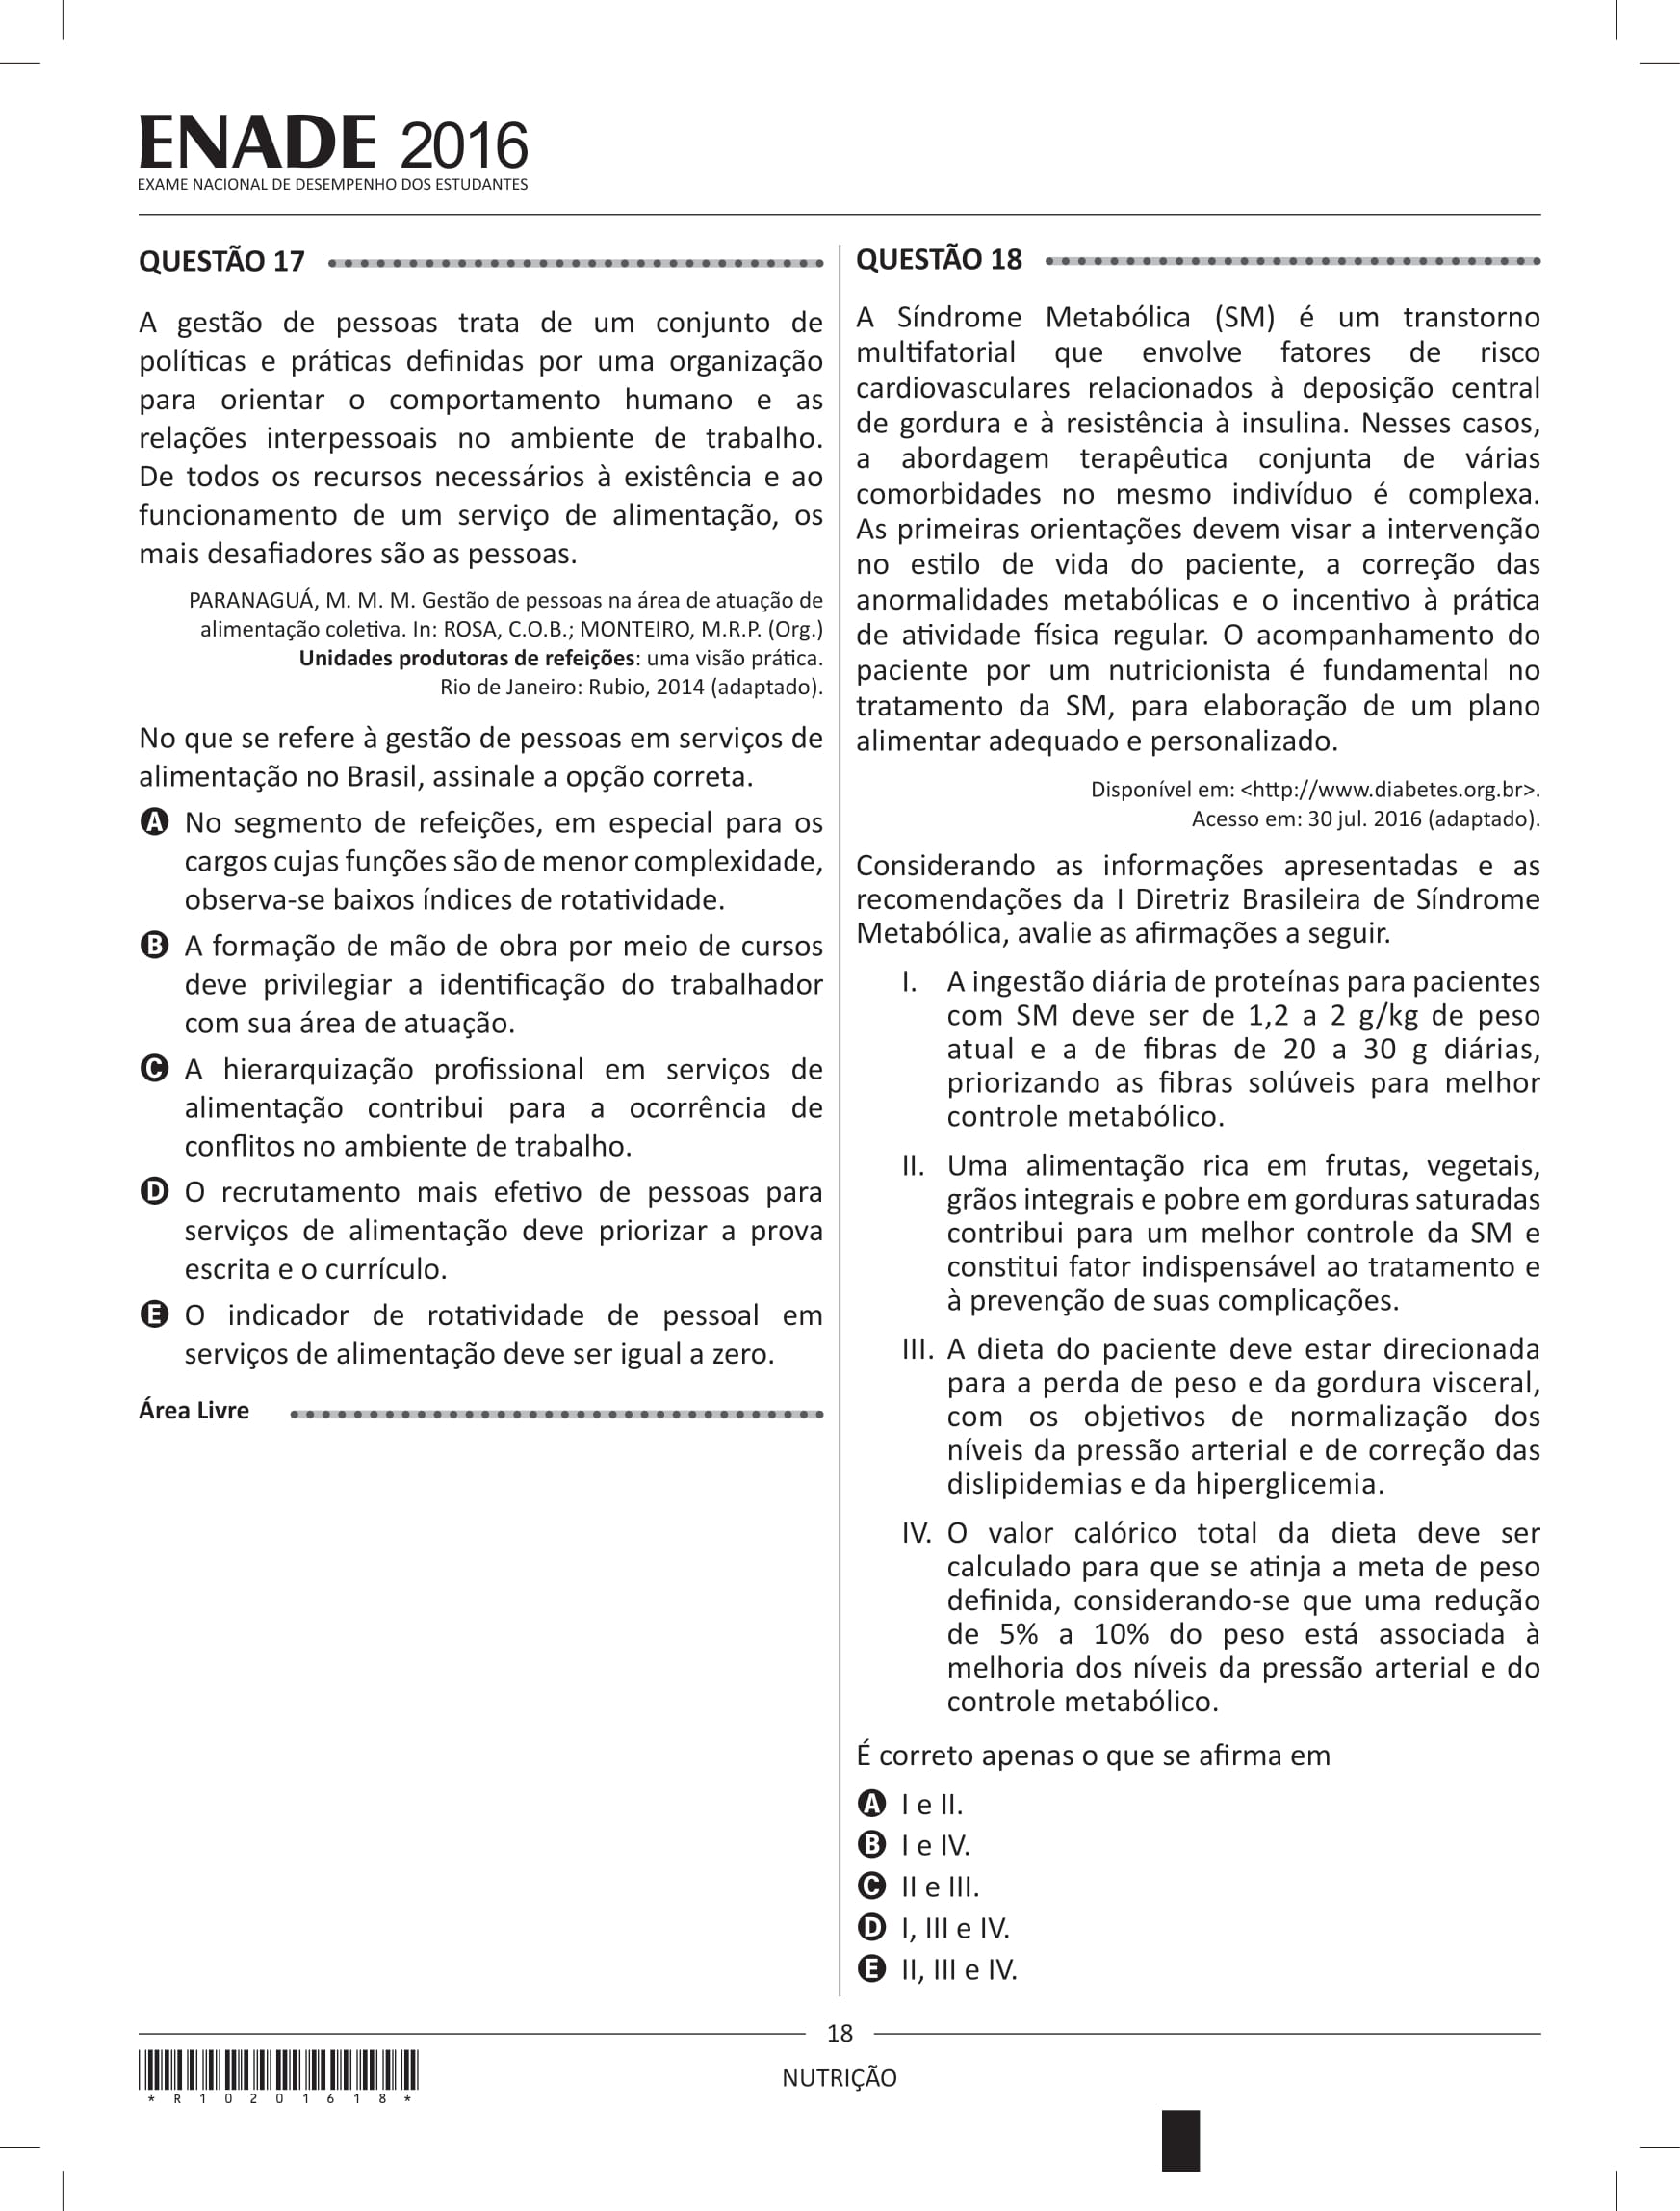 ENADE 2016
EXAME NACIONAL DE DESEMPENHO DOS ESTUDANTES
QUESTÃO 17
A gestão de pessoas trata de um conjunto de
políticas e práticas definidas por uma organização
para orientar o comportamento humano e as
relações interpessoais no ambiente de trabalho.
De todos os recursos necessários à existência e ao
funcionamento de um serviço de alimentação, os
mais desafiadores são as pessoas.
PARANAGUÁ, M. M. M. Gestão de pessoas na área de atuação de
alimentação coletiva. In: ROSA, C.O.B.; MONTEIRO, M.R.P. (Org.)
Unidades produtoras de refeições: uma visão prática.
Rio de Janeiro: Rubio, 2014 (adaptado).
No que se refere à gestão de pessoas em serviços de
alimentação no Brasil, assinale a opção correta.
A No segmento de refeições, em especial para os
cargos cujas funções são de menor complexidade,
observa-se baixos índices de rotatividade.
B A formação de mão de obra por meio de cursos
deve privilegiar a identificação do trabalhador
com sua área de atuação.
C A hierarquização profissional em serviços de
alimentação contribui para a ocorrência de
conflitos no ambiente de trabalho.
D O recrutamento mais efetivo de pessoas para
serviços de alimentação deve priorizar a prova
escrita e o currículo.
E O indicador de rotatividade de pessoal em
serviços de alimentação deve ser igual a zero.
Área Livre
QUESTÃO 18
A Síndrome Metabólica (SM) é um transtorno
multifatorial que envolve fatores de risco
cardiovasculares relacionados à deposição central
de gordura e à resistência à insulina. Nesses casos,
a abordagem terapêutica conjunta de várias
comorbidades no mesmo indivíduo é complexa.
As primeiras orientações devem visar a intervenção
no estilo de vida do paciente, a correção das
anormalidades metabólicas e o incentivo à prática
de atividade física regular. O acompanhamento do
paciente por um nutricionista é fundamental no
tratamento da SM, para elaboração de um plano
alimentar adequado e personalizado.
Disponível em: <http://www.diabetes.org.br>.
Acesso em: 30 jul. 2016 (adaptado).
Considerando as informações apresentadas e as
recomendações da I Diretriz Brasileira de Síndrome
Metabólica, avalie as afirmações a seguir.
I. A ingestão diária de proteínas para pacientes
com SM deve ser de 1,2 a 2 g/kg de peso
atual e a de fibras de 20 a 30 g diárias,
priorizando as fibras solúveis para melhor
controle metabólico.
II. Uma alimentação rica em frutas, vegetais,
grãos integrais e pobre em gorduras saturadas
contribui para um melhor controle da SM e
constitui fator indispensável ao tratamento e
à prevenção de suas complicações.
III. A dieta do paciente deve estar direcionada
para a perda de peso e da gordura visceral,
com os objetivos de normalização dos
níveis da pressão arterial e de correção das
dislipidemias e da hiperglicemia.
IV. O valor calórico total da dieta deve ser
calculado para que se atinja a meta de peso
definida, considerando-se que uma redução
de 5% a 10% do peso está associada à
melhoria dos níveis da pressão arterial e do
controle metabólico.
É correto apenas o que se afirma em
A I e II.
B I e IV.
C II e III.
D I, III e IV.
E II, III e IV.
18
NUTRIÇÃO
* R 1 0 2 0 1 6 1 8 *